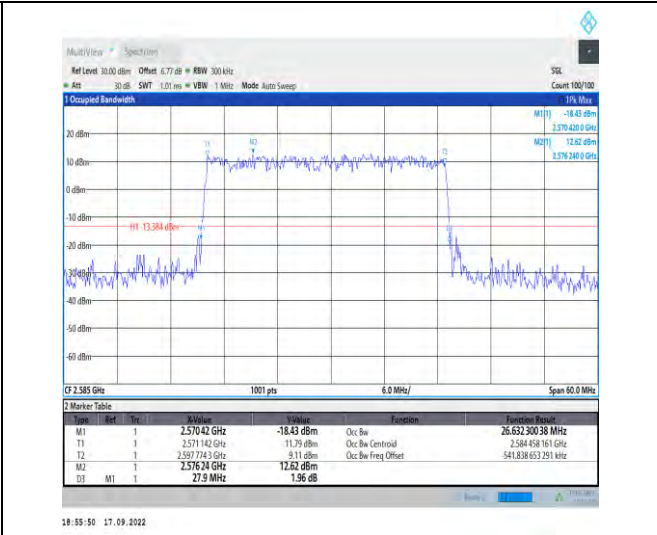 MultiView Spectrum
Ref Level 30.00 dBm Offset 6.77 dB RBW 300 kHz SGL
Att 30 dB SWT 1.01 ms VBW 1 MHz Mode Auto Sweep Count 100/100
1 Occupied Bandwidth 1Pk Max
M1[1] -18.43 dBm
2.570 420 0 GHz
M2[1] 12.62 dBm
2.576 240 0 GHz
20 dBm
T1 M2 T2
10 dBm
0 dBm
-10 dBm
H1 -13.384 dBm
-20 dBm
-30 dBm
-40 dBm
-50 dBm
-60 dBm
CF 2.585 GHz 1001 pts 6.0 MHz/ Span 60.0 MHz
2 Marker Table
Type Ref Trc X-Value Y-Value Function Function Result
M1 1 2.57042 GHz -18.43 dBm Occ Bw 26.632 300 38 MHz
T1 1 2.571 142 GHz 11.79 dBm Occ Bw Centroid 2.584 458 161 GHz
T2 1 2.597 774 3 GHz 9.11 dBm Occ Bw Freq Offset -541.838 653 291 kHz
M2 1 2.57624 GHz 12.62 dBm
D3 M1 1 27.9 MHz 1.96 dB
18:55:50 17.09.2022